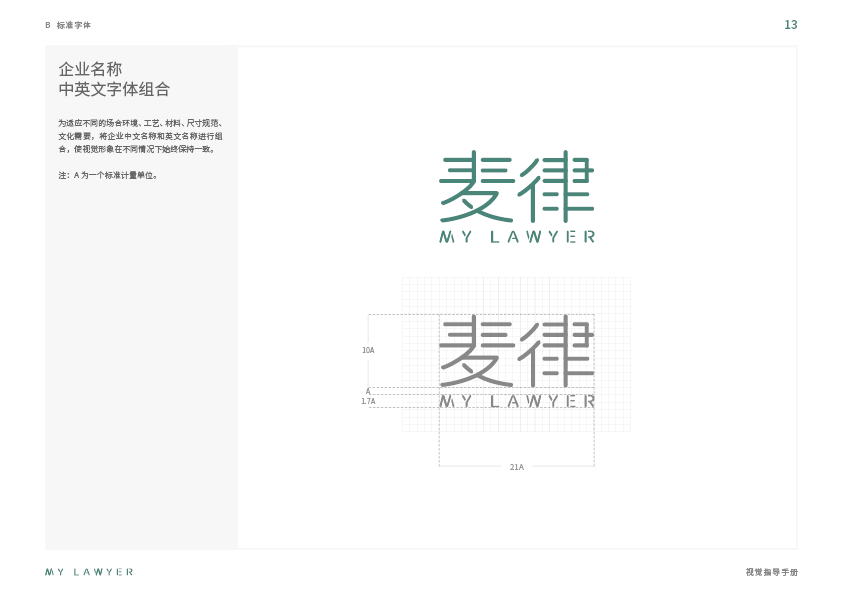 B 标准字体
13
企业名称
中英文字体组合
为适应不同的场合环境、工艺、材料、尺寸规范、
文化需要，将企业中文名称和英文名称进行组
合，使视觉形象在不同情况下始终保持一致。
注：A 为一个标准计量单位。
麦律
MY LAWYER
麦律
MY LAWYER
10A
A
1.7A
21A
MY LAWYER
视觉指导手册